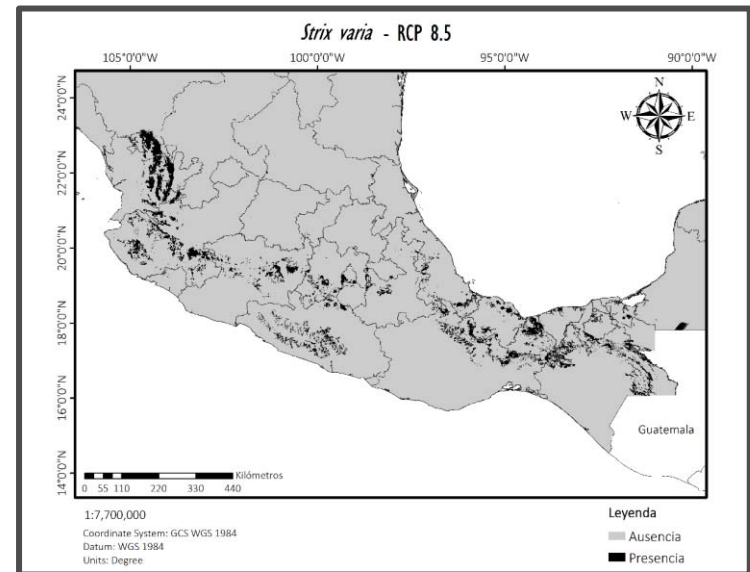 Strix varia - RCP 8.5
105°0'0"W 100°0'0"W 95°0'0"W 90°0'0"W
N
W E
S
24°0'0"N
22°0'0"N
20°0'0"N
18°0'0"N
16°0'0"N
14°0'0"N
Guatemala
Kilómetros
0 55 110 220 330 440
1:7,700,000
Coordinate System: GCS WGS 1984
Datum: WGS 1984
Units: Degree
Leyenda
Ausencia
Presencia